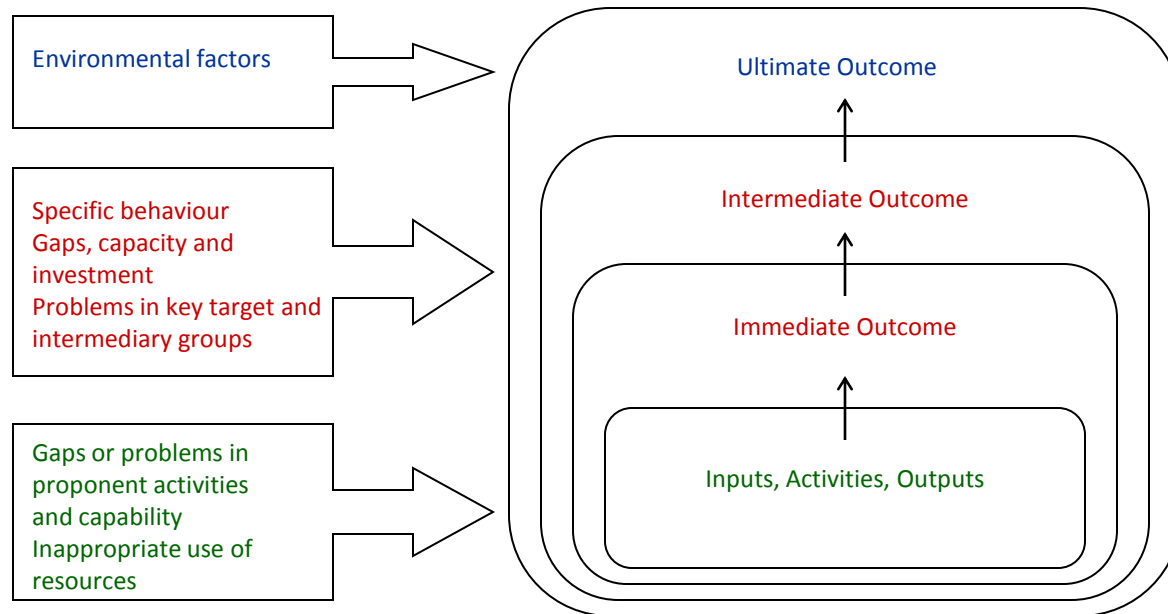 Environmental factors
Ultimate Outcome
Specific behaviour
Gaps, capacity and
investment
Problems in key target and
intermediary groups
Intermediate Outcome
Immediate Outcome
Gaps or problems in
proponent activities
and capability
Inappropriate use of
resources
Inputs, Activities, Outputs